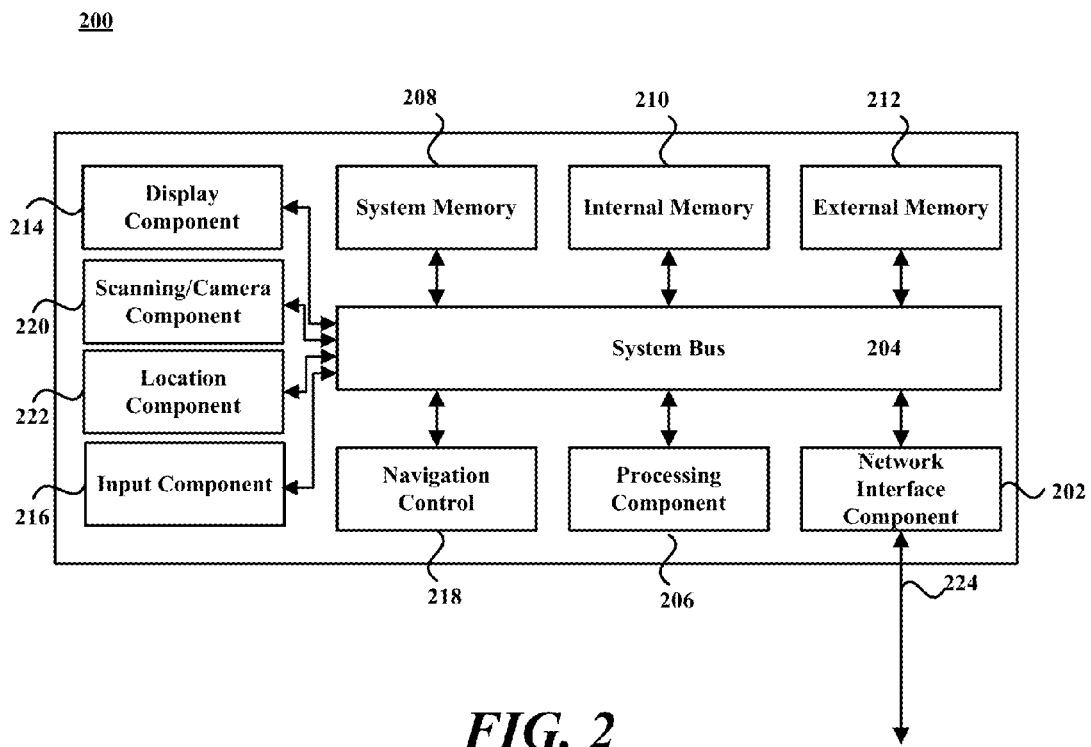 200
208
210
212
Display
Component
System Memory
Internal Memory
External Memory
214
Scanning/Camera
Component
220
System Bus
204
Location
Component
222
Input Component
216
Navigation
Control
Processing
Component
Network
Interface
Component
202
218
206
224
FIG. 2